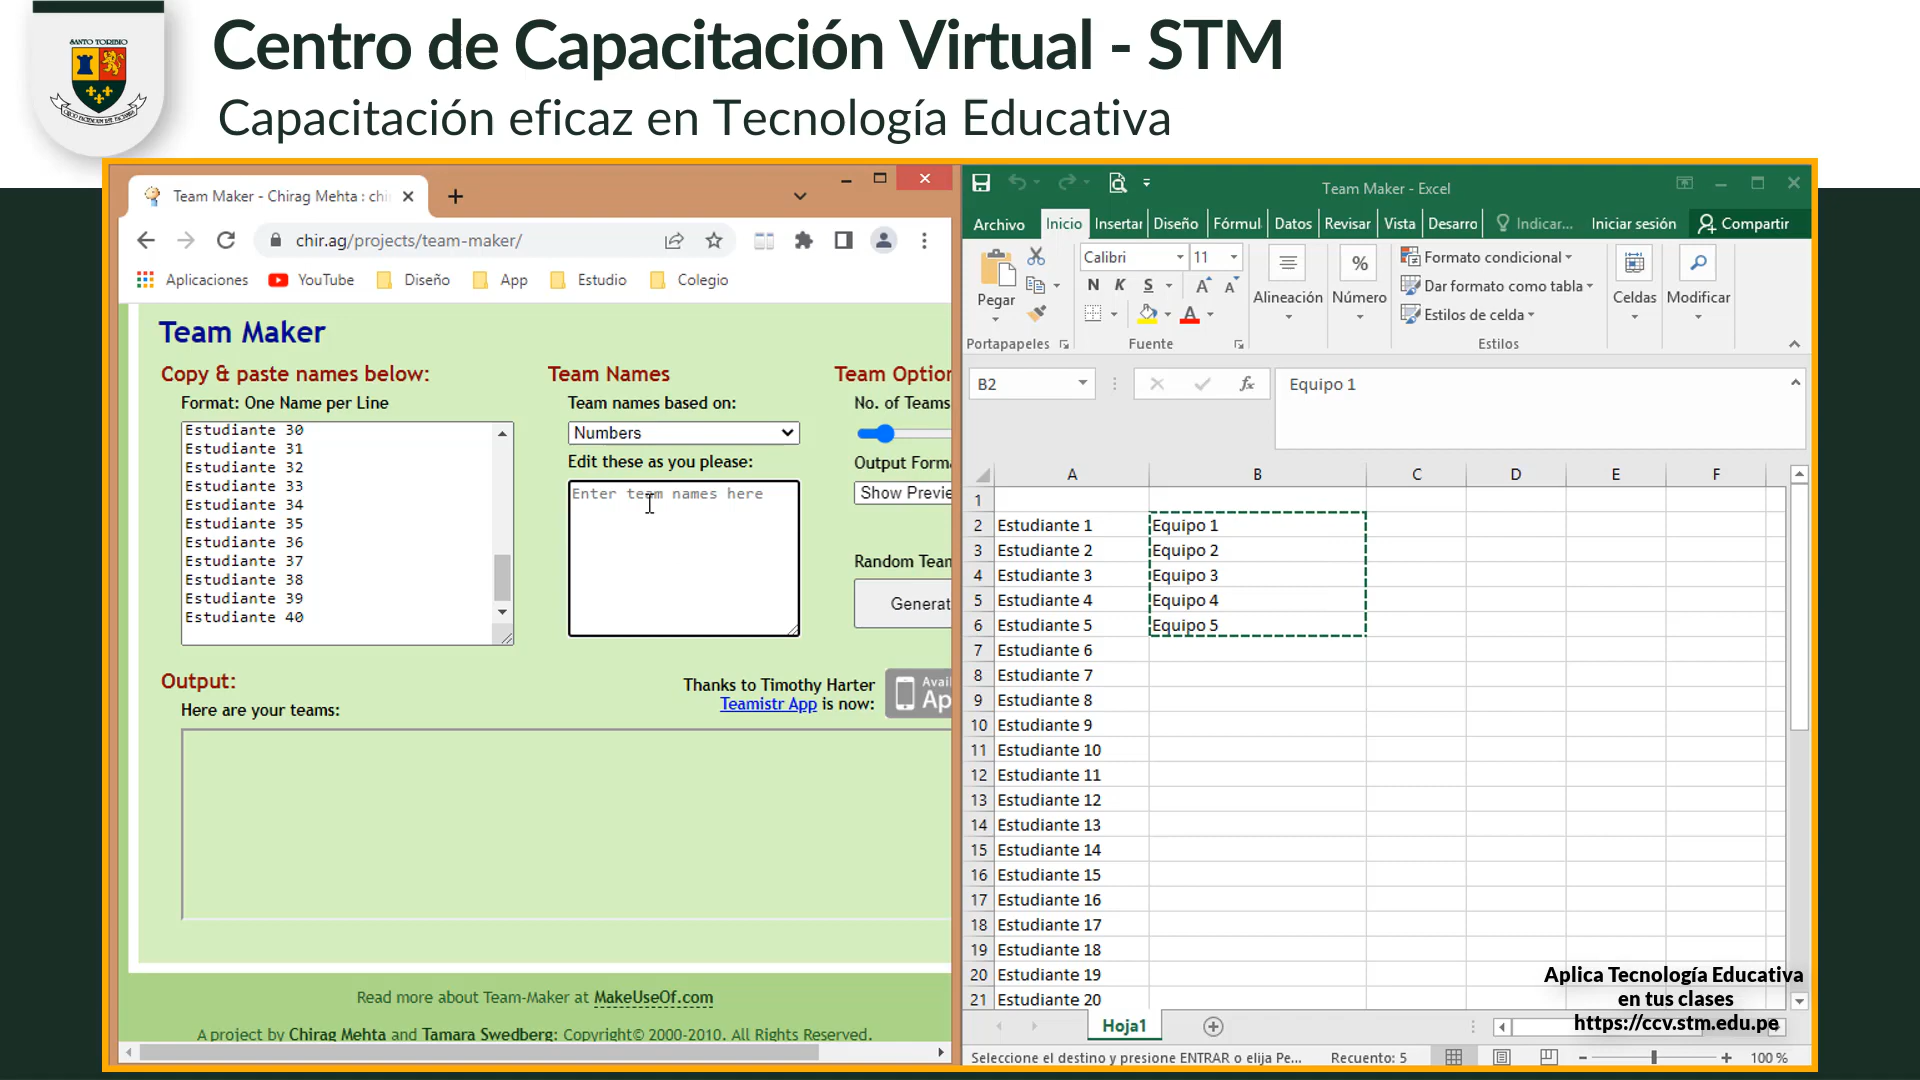 SANTO TORIBIO
Centro de Capacitación Virtual - STM
Capacitación eficaz en Tecnología Educativa
Team Maker - Chirag Mehta : chi
chir.ag/projects/team-maker/
Aplicaciones YouTube Diseño App Estudio Colegio
Team Maker
Copy & paste names below:
Format: One Name per Line
Estudiante 30
Estudiante 31
Estudiante 32
Estudiante 33
Estudiante 34
Estudiante 35
Estudiante 36
Estudiante 37
Estudiante 38
Estudiante 39
Estudiante 40
Team Names
Team names based on:
Numbers
Edit these as you please:
Enter team names here
Team Option
No. of Teams
Output Forma
Show Previe
Random Team
Generat
Output:
Here are your teams:
Thanks to Timothy Harter
Teamistr App is now:
Avai
Ap
Read more about Team-Maker at MakeUseOf.com
A project by Chirag Mehta and Tamara Swedberg: Copyright© 2000-2010. All Rights Reserved.
Team Maker - Excel
Archivo Inicio Insertar Diseño Fórmul Datos Revisar Vista Desarro Indicar... Iniciar sesión Compartir
Pegar
Portapapeles
Calibri 11
N K S
A A
A
Fuente
Alineación
%
Número
Formato condicional
Dar formato como tabla
Estilos de celda
Estilos
Celdas
Modificar
B2 fx Equipo 1
A B C D E F
1
2 Estudiante 1 Equipo 1
3 Estudiante 2 Equipo 2
4 Estudiante 3 Equipo 3
5 Estudiante 4 Equipo 4
6 Estudiante 5 Equipo 5
7 Estudiante 6
8 Estudiante 7
9 Estudiante 8
10 Estudiante 9
11 Estudiante 10
12 Estudiante 11
13 Estudiante 12
14 Estudiante 13
15 Estudiante 14
16 Estudiante 15
17 Estudiante 16
18 Estudiante 17
19 Estudiante 18
20 Estudiante 19
21 Estudiante 20
Hoja1
Aplica Tecnología Educativa
en tus clases
https://ccv.stm.edu.pe
Seleccione el destino y presione ENTRAR o elija Pe... Recuento: 5 100 %